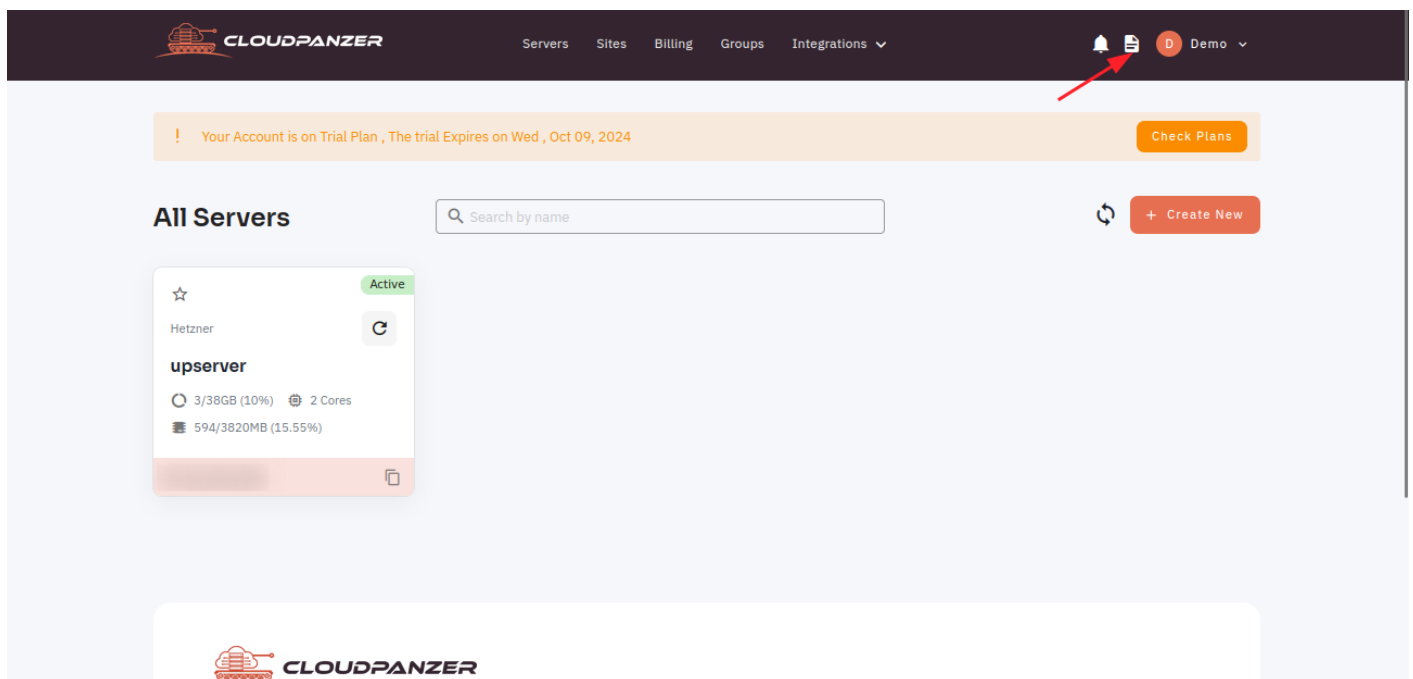 CLOUDPANZER
Servers Sites Billing Groups Integrations
D Demo
! Your Account is on Trial Plan , The trial Expires on Wed , Oct 09, 2024
Check Plans
All Servers
Search by name
+ Create New
Active
Hetzner
upserver
3/38GB (10%) 2 Cores
594/3820MB (15.55%)
CLOUDPANZER